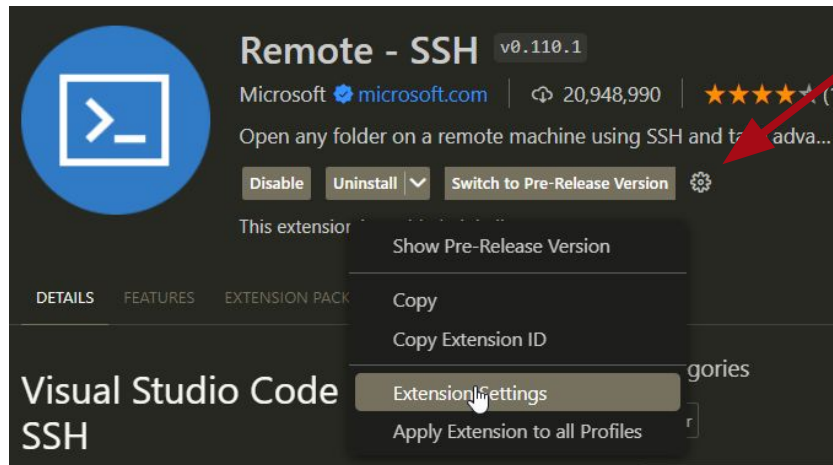 Remote - SSH v0.110.1
Microsoft microsoft.com 20,948,990 (
Open any folder on a remote machine using SSH and adva...
Disable Uninstall Switch to Pre-Release Version
This extension
Show Pre-Release Version
DETAILS FEATURES EXTENSION PACK
Copy
Copy Extension ID
gories
Visual Studio Code
Extension Settings
SSH
Apply Extension to all Profiles
r